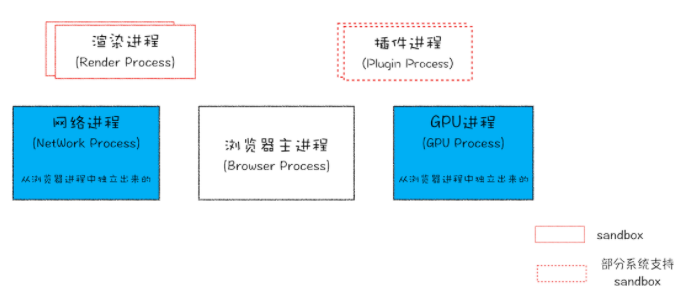 渲染进程
(Render Process)
插件进程
(Plugin Process)
网络进程
(NetWork Process)
从浏览器进程中独立出来的
浏览器主进程
(Browser Process)
GPU进程
(GPU Process)
从浏览器进程中独立出来的
sandbox
部分系统支持
sandbox